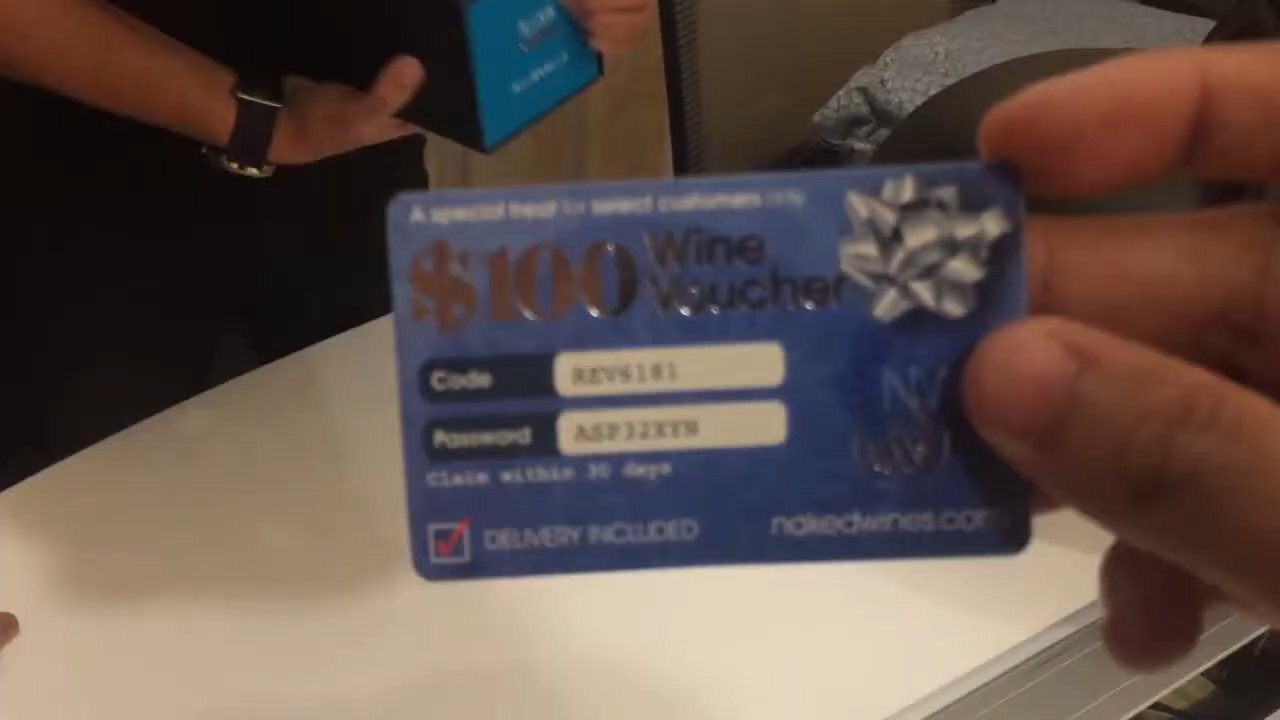 A special treat for select customers only
$100 Wine Voucher
Code REV6181
Password
Claim within 30 days
DELIVERY INCLUDED
nakedwines.com